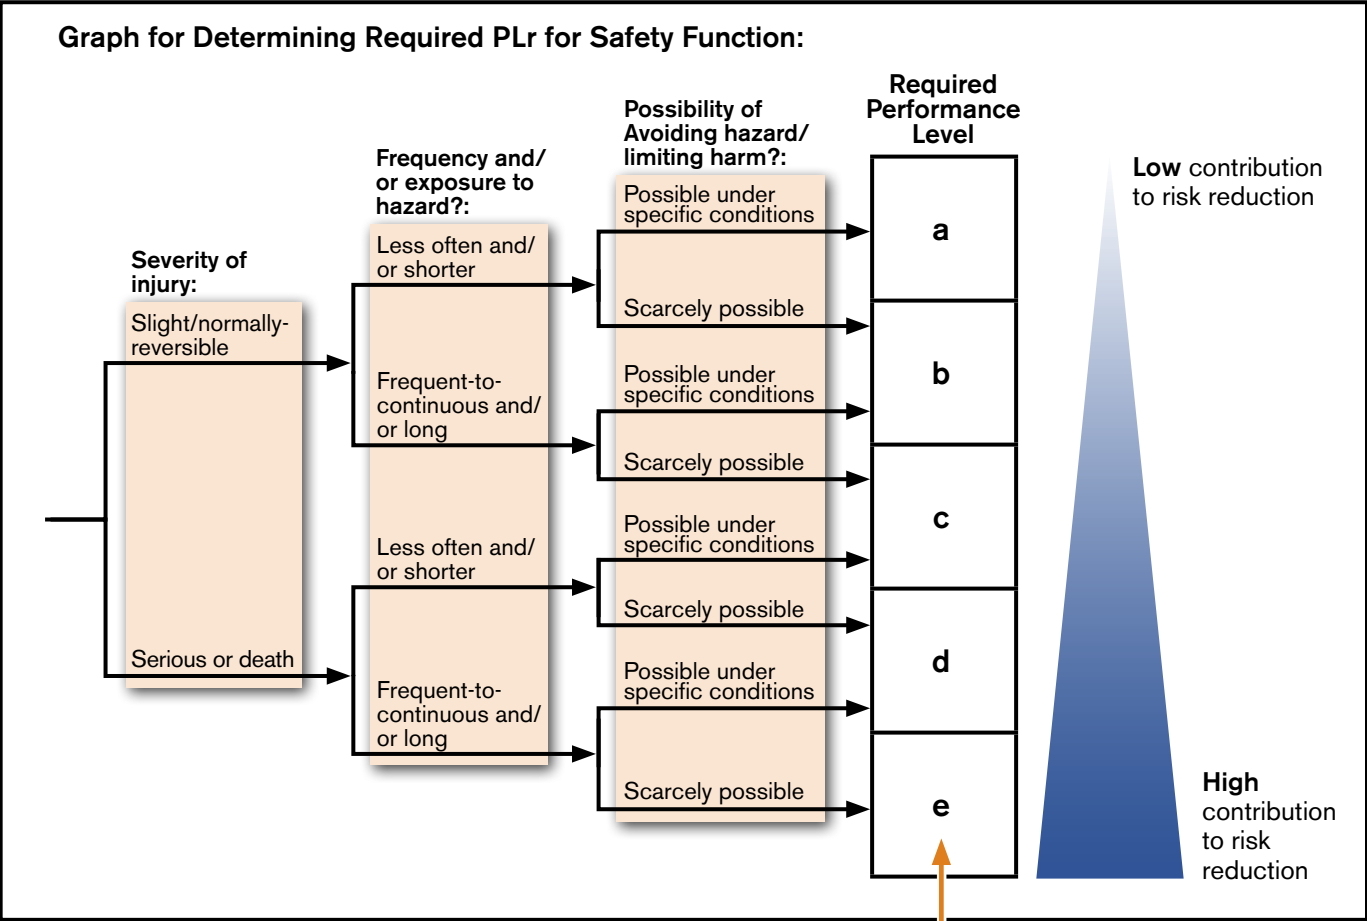 Graph for Determining Required PLr for Safety Function:
Severity of
injury:
Slight/normally-
reversible
Serious or death
Frequency and/
or exposure to
hazard?:
Less often and/
or shorter
Frequent-to-
continuous and/
or long
Less often and/
or shorter
Frequent-to-
continuous and/
or long
Possibility of
Avoiding hazard/
limiting harm?:
Possible under
specific conditions
Scarcely possible
Possible under
specific conditions
Scarcely possible
Possible under
specific conditions
Scarcely possible
Possible under
specific conditions
Scarcely possible
Required
Performance
Level
a
b
c
d
e
Low contribution
to risk reduction
High
contribution
to risk
reduction